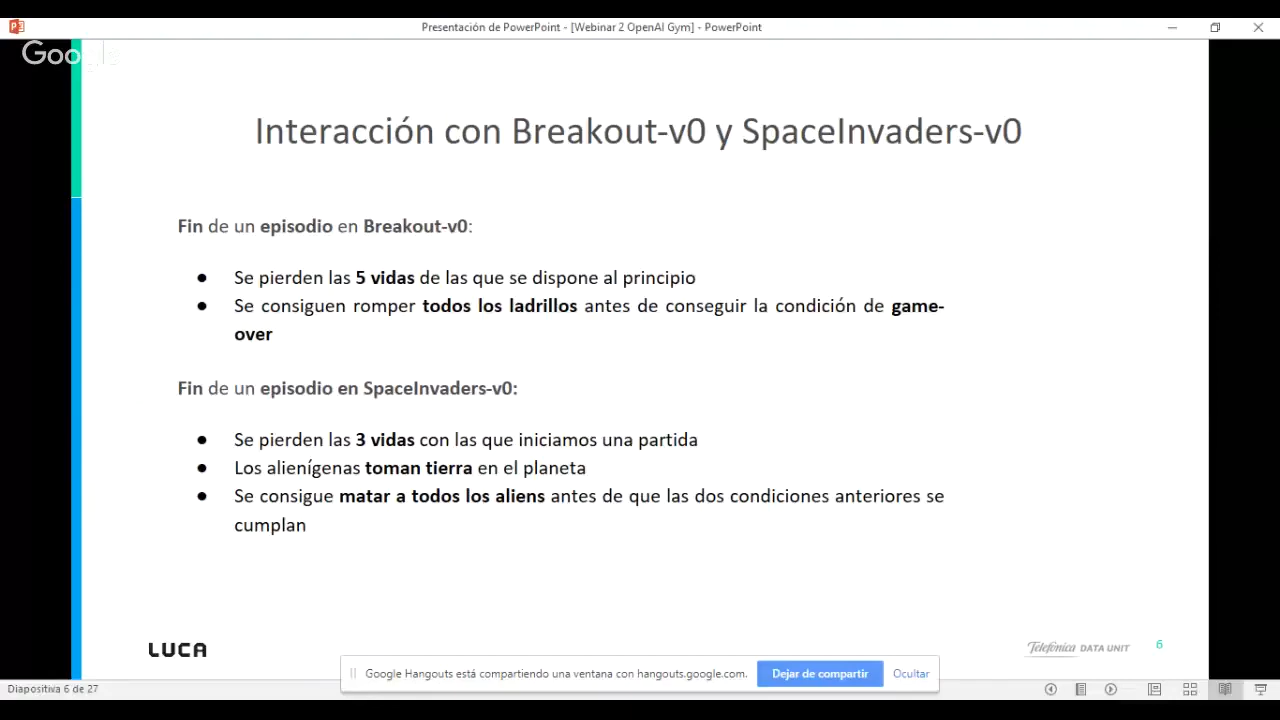 Presentación de PowerPoint - [Webinar 2 OpenAI Gym] - PowerPoint
Google
Interacción con Breakout-v0 y SpaceInvaders-v0
Fin de un episodio en Breakout-v0:
● Se pierden las 5 vidas de las que se dispone al principio
● Se consiguen romper todos los ladrillos antes de conseguir la condición de game-
over
Fin de un episodio en SpaceInvaders-v0:
● Se pierden las 3 vidas con las que iniciamos una partida
● Los alienígenas toman tierra en el planeta
● Se consigue matar a todos los aliens antes de que las dos condiciones anteriores se
cumplan
LUCA
Telefónica DATA UNIT
6
Google Hangouts está compartiendo una ventana con hangouts.google.com.
Dejar de compartir
Ocultar
Diapositiva 6 de 27